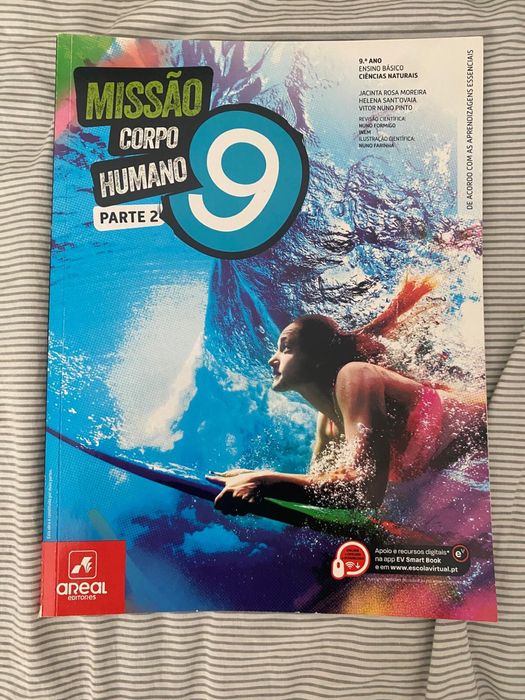 MISSÃO
CORPO
HUMANO
PARTE 2
9
9.º ANO
ENSINO BÁSICO
CIÊNCIAS NATURAIS
JACINTA ROSA MOREIRA
HELENA SANT'OVAIA
VITOR NUNO PINTO
REVISÃO CIENTÍFICA:
NUNO FORMIGO
INEM
ILUSTRAÇÃO CIENTÍFICA:
NUNO FARINHA
DE ACORDO COM AS APRENDIZAGENS ESSENCIAIS
Apoio e recursos digitais*
na app EV Smart Book
e em www.escolavirtual.pt
eV
AREAL
EDITORES